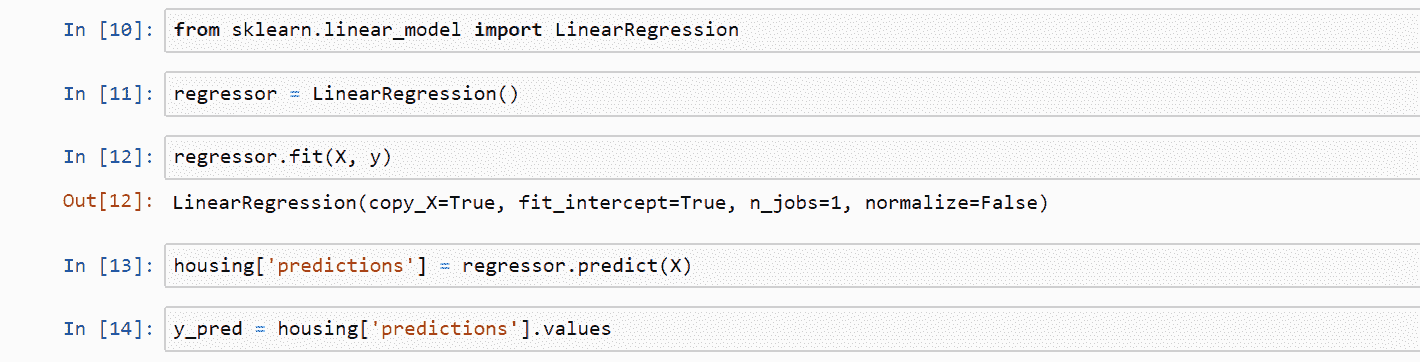 In [10]: from sklearn.linear_model import LinearRegression
In [11]: regressor = LinearRegression()
In [12]: regressor.fit(X, y)
Out[12]: LinearRegression(copy_X=True, fit_intercept=True, n_jobs=1, normalize=False)
In [13]: housing['predictions'] = regressor.predict(X)
In [14]: y_pred = housing['predictions'].values